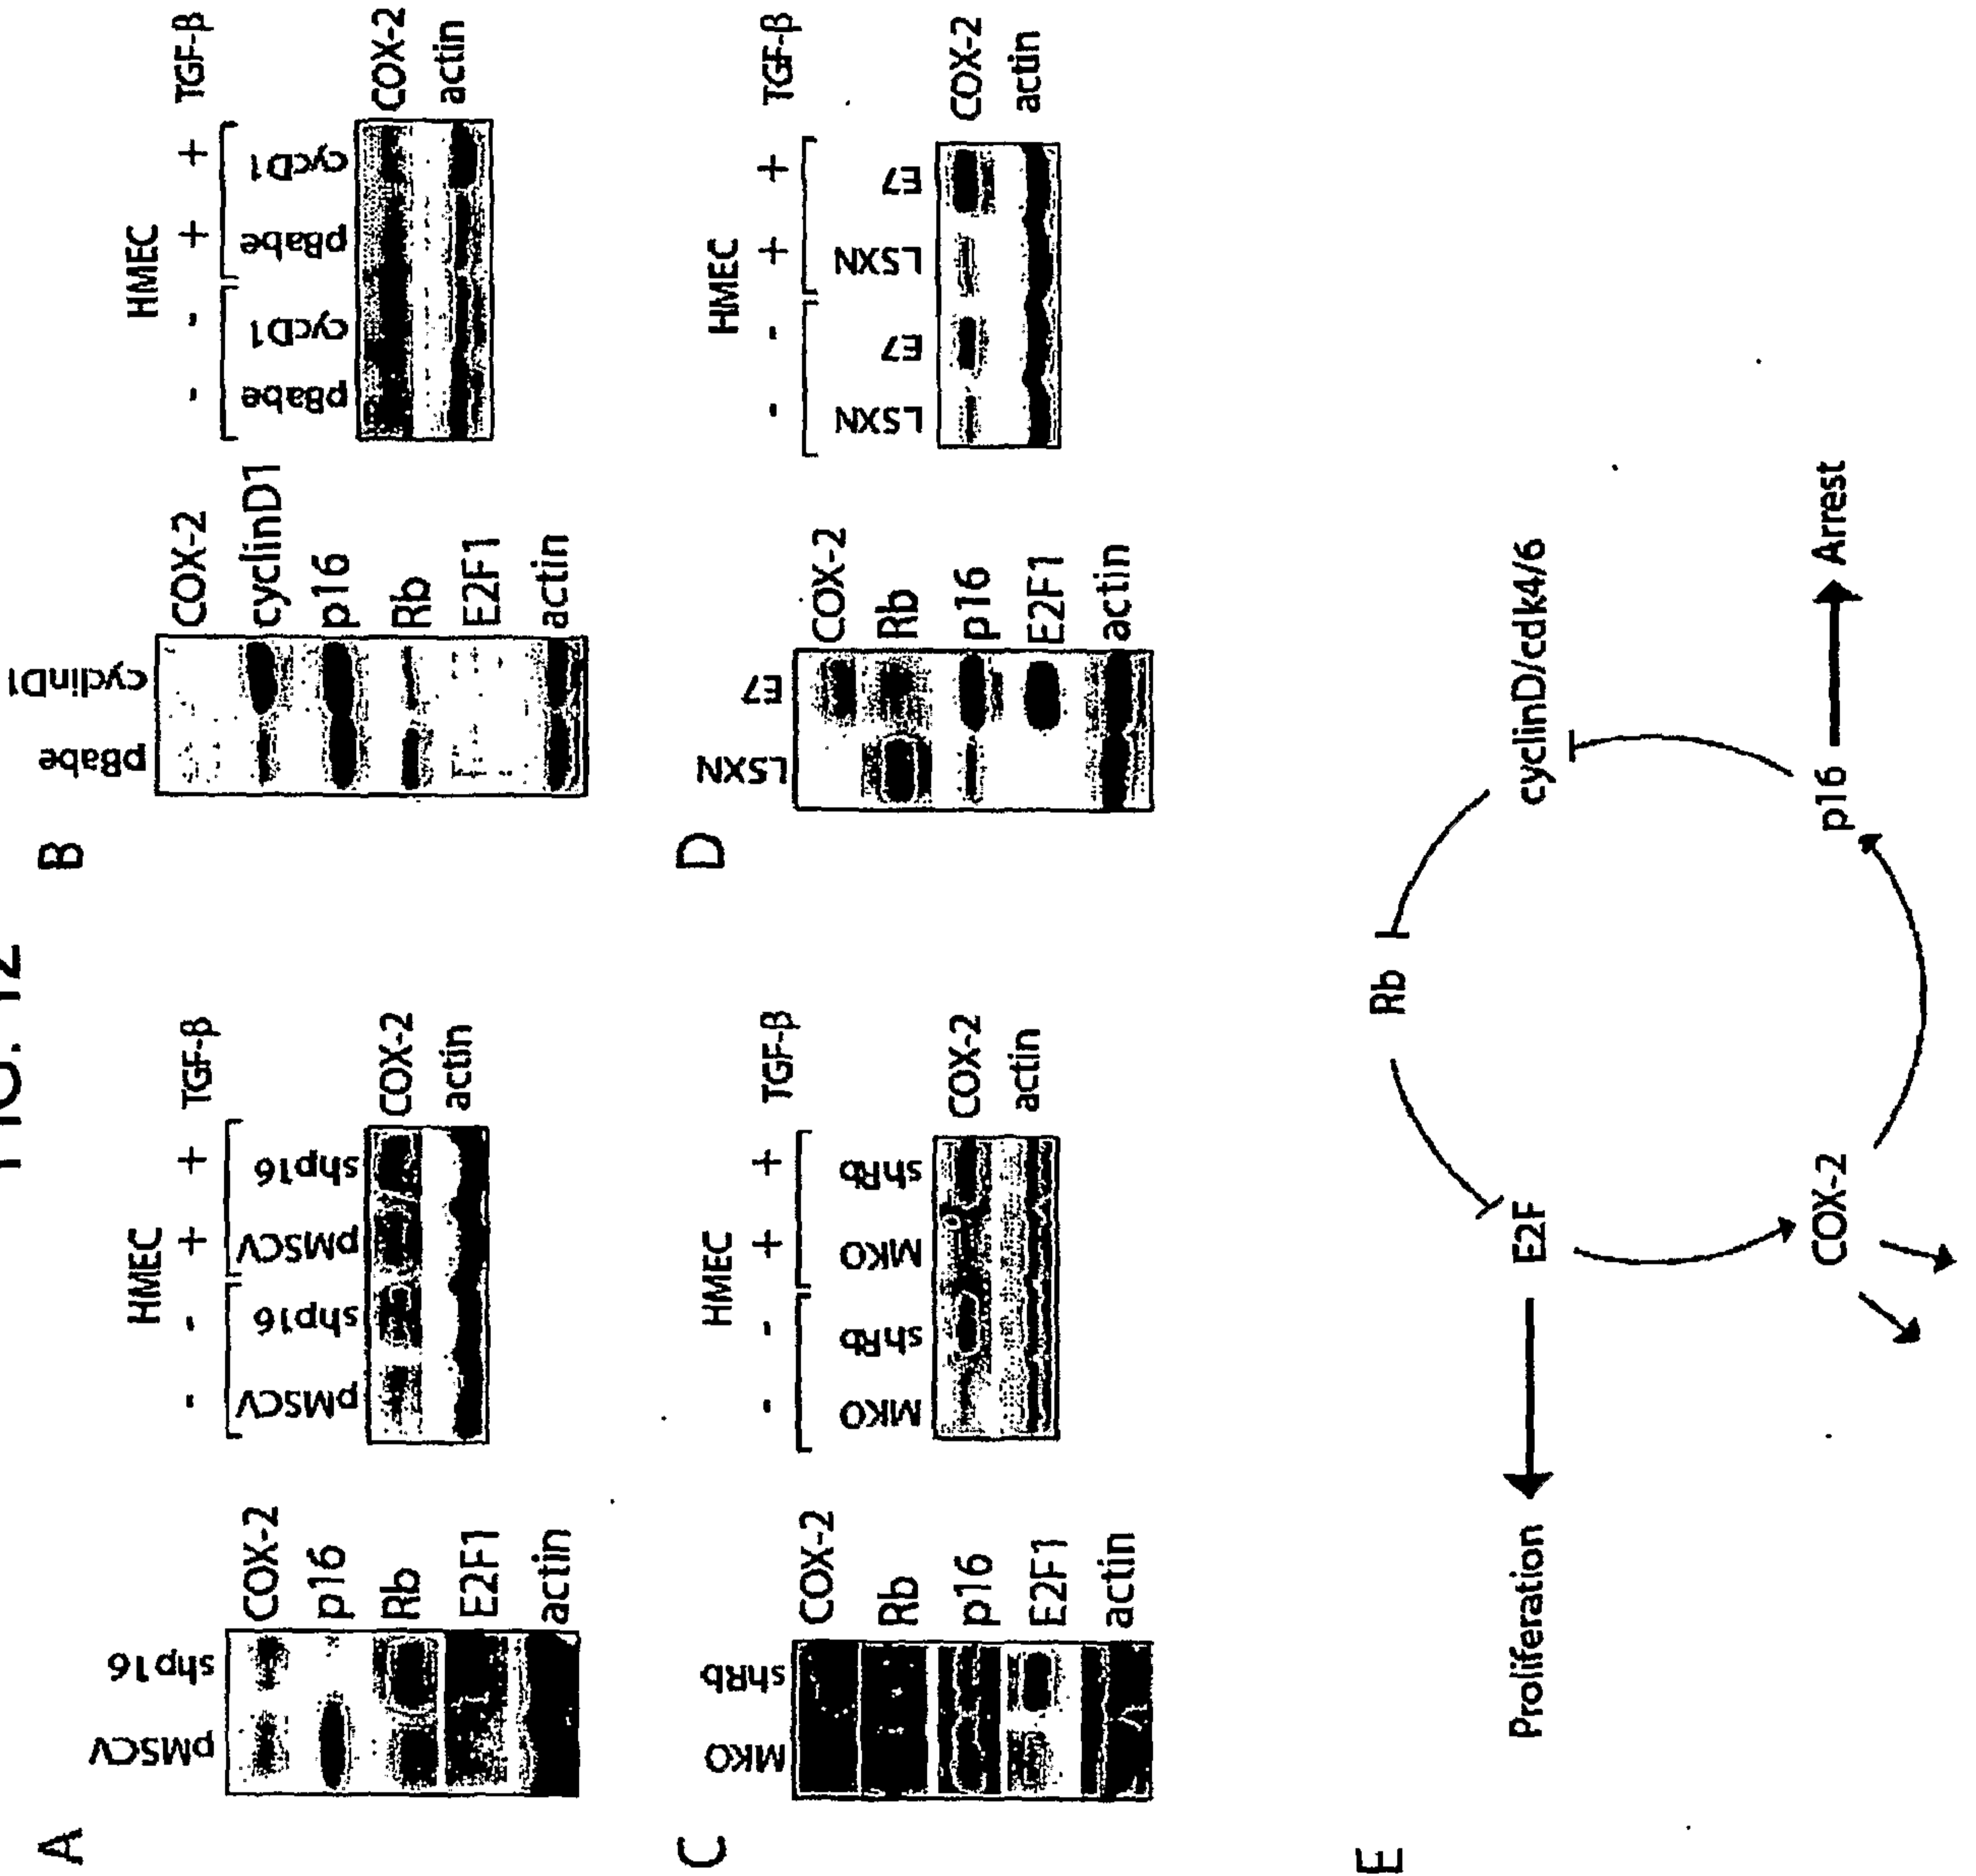 FIG. 12
A
pMSCV shp16
COX-2
p16
Rb
E2F1
actin
HMEC
- - + + TGF-β
pMSCV shp16 pMSCV shp16
COX-2
actin
B
pBabe cyclinD1
COX-2
cyclinD1
p16
Rb
E2F1
actin
HMEC
- - + + TGF-β
pBabe cycD1 pBabe cycD1
COX-2
actin
C
MKO shRb
COX-2
Rb
p16
E2F1
actin
HMEC
- - + + TGF-β
MKO shRb MKO shRb
COX-2
actin
D
LSXN E7
COX-2
Rb
p16
E2F1
actin
HMEC
- - + + TGF-β
LSXN E7 LSXN E7
COX-2
actin
E
Rb
Proliferation
E2F
cyclinD/cdk4/6
COX-2
p16
Arrest